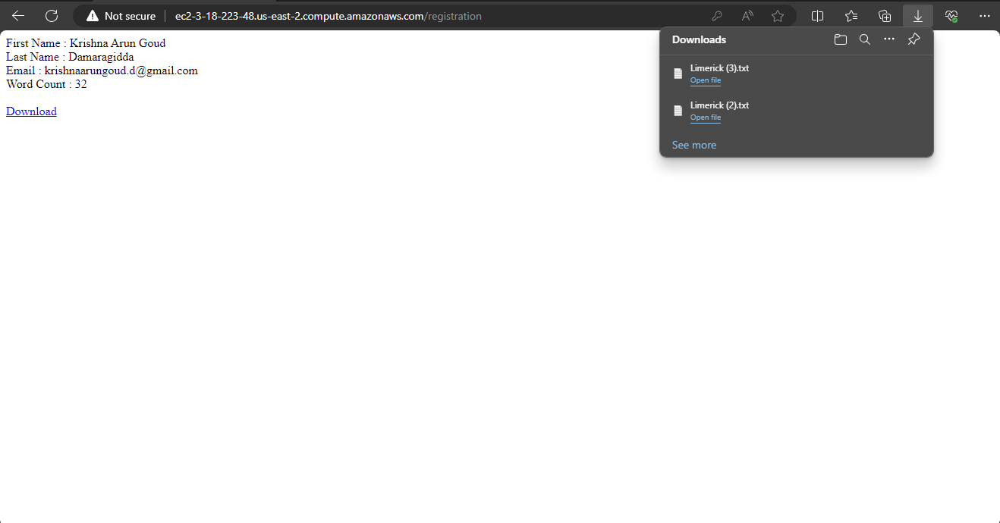 Not secure ec2-3-18-223-48.us-east-2.compute.amazonaws.com/registration
First Name : Krishna Arun Goud
Last Name : Damaragidda
Email : krishnaarungoud.d@gmail.com
Word Count : 32
Download
Downloads
Limerick (3).txt
Open file
Limerick (2).txt
Open file
See more